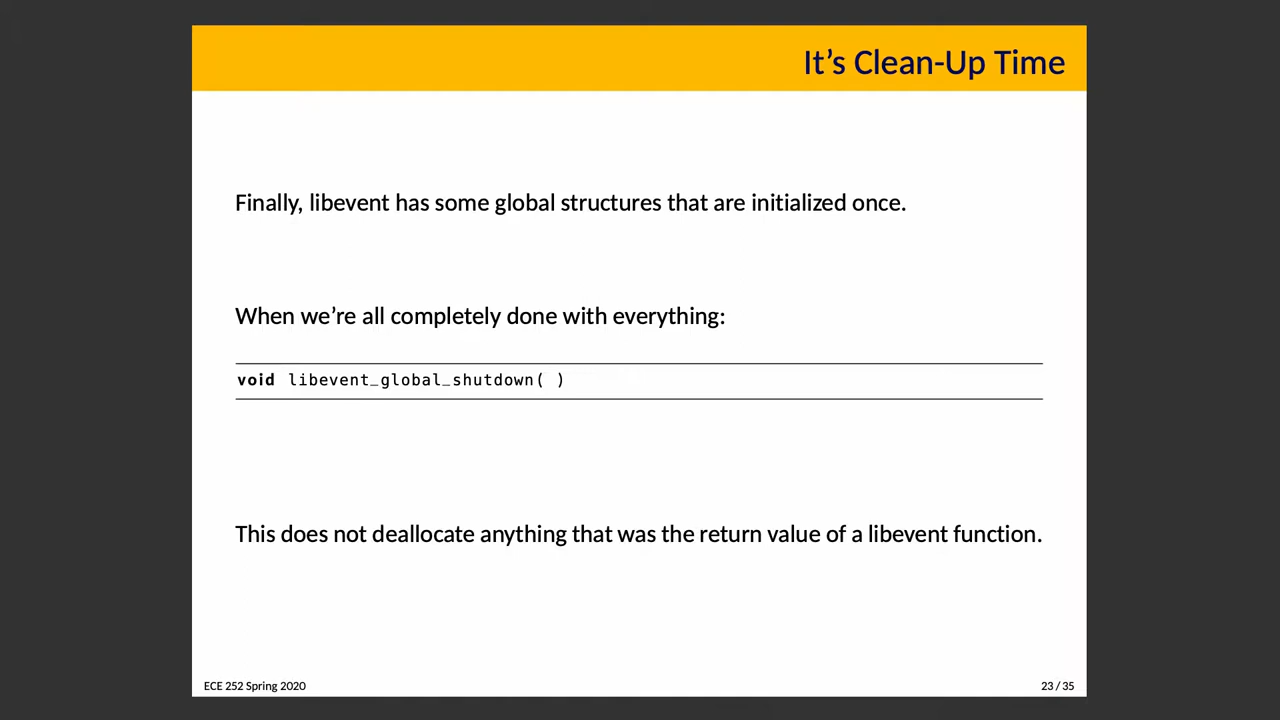 It’s Clean-Up Time
Finally, libevent has some global structures that are initialized once.
When we’re all completely done with everything:
void libevent_global_shutdown( )
This does not deallocate anything that was the return value of a libevent function.
ECE 252 Spring 2020
23 / 35